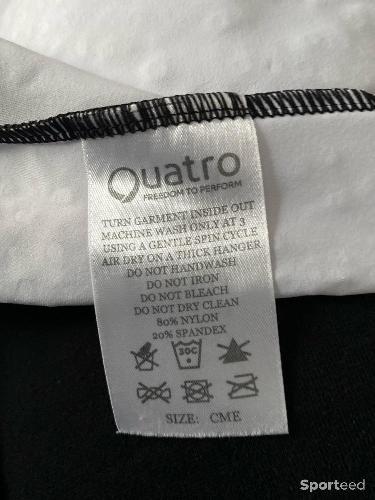 Quatro
FREEDOM TO PERFORM
TURN GARMENT INSIDE OUT
MACHINE WASH ONLY AT 3
USING A GENTLE SPIN CYCLE
AIR DRY ON A THICK HANGER
DO NOT HANDWASH
DO NOT IRON
DO NOT BLEACH
DO NOT DRY CLEAN
80% NYLON
20% SPANDEX
30C
SIZE: CME
Sporteed